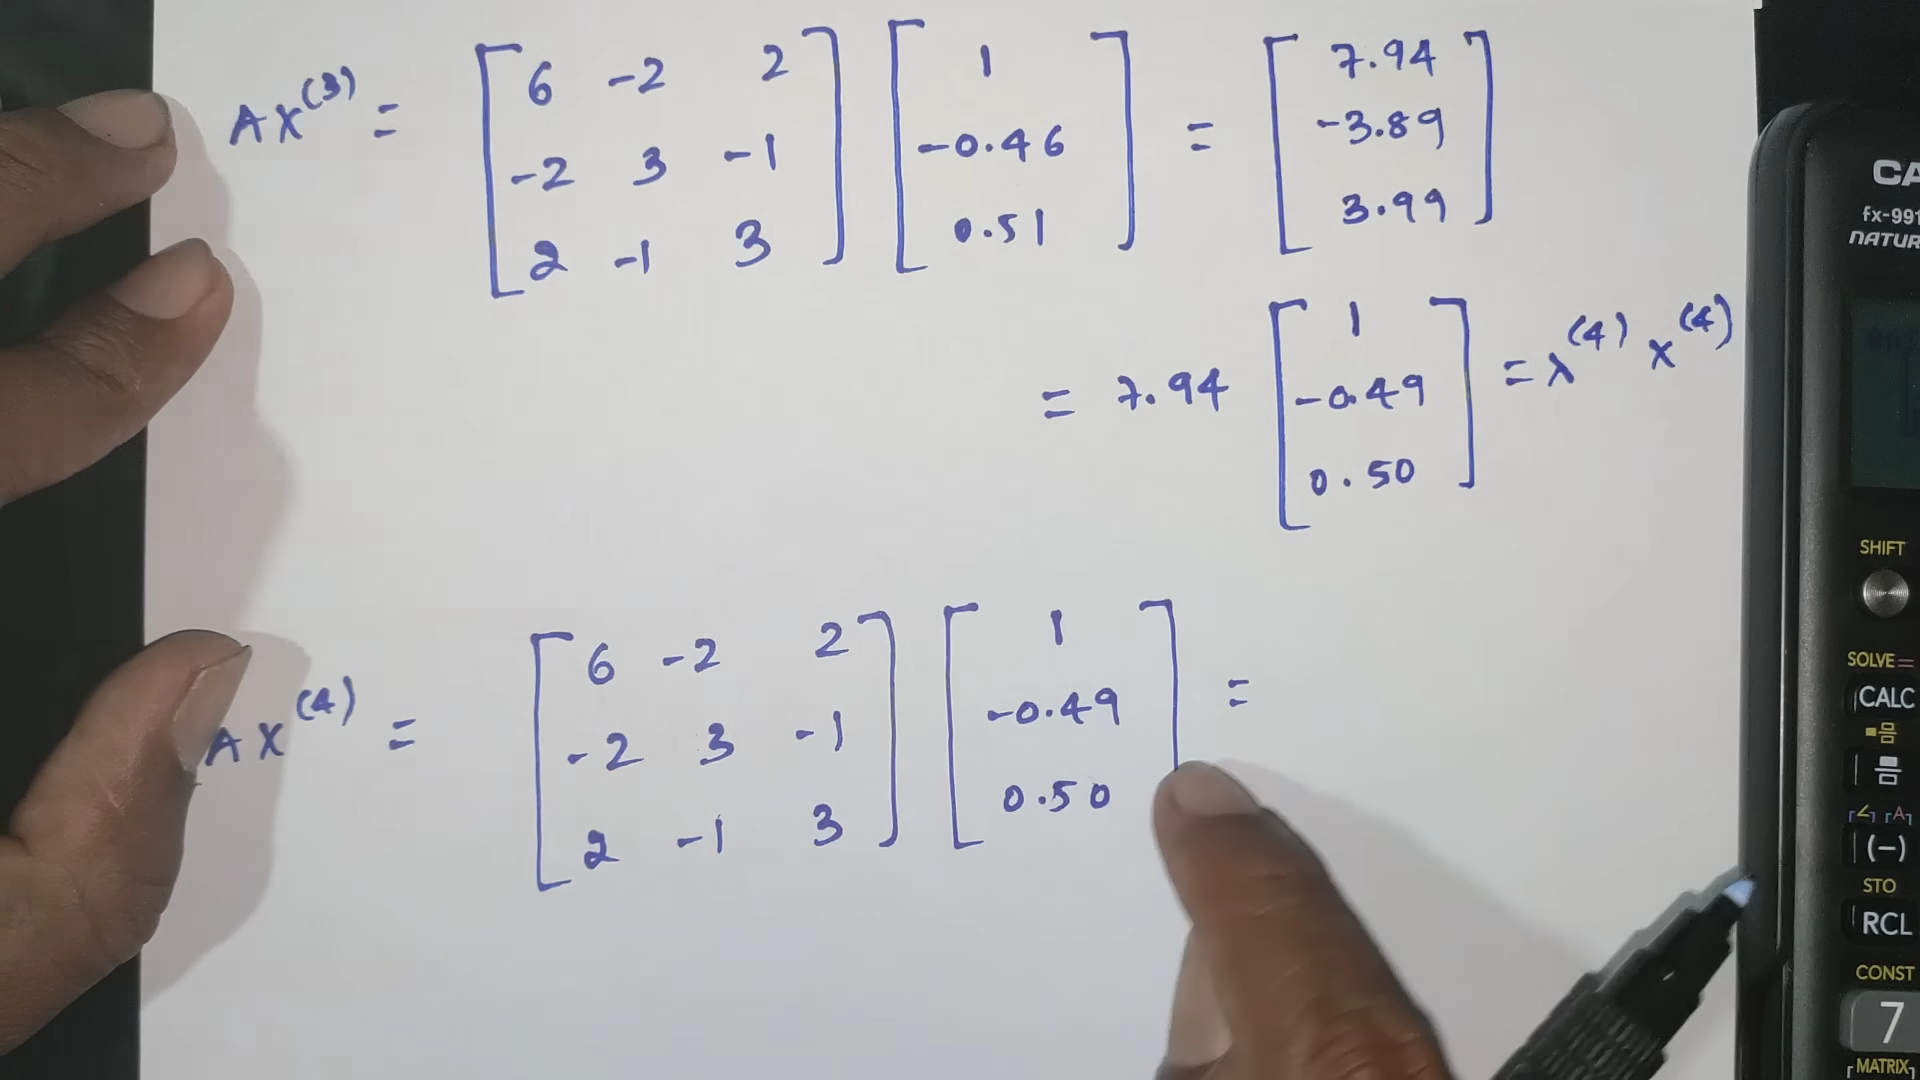 AX^(3) = [6 -2 2; -2 3 -1; 2 -1 3] [1; -0.46; 0.51] = [7.94; -3.89; 3.99]
= 7.94 [1; -0.49; 0.50] = λ^(4) X^(4)
AX^(4) = [6 -2 2; -2 3 -1; 2 -1 3] [1; -0.49; 0.50] =
CA
fx-991
NATUR
SHIFT
SOLVE =
CALC
(−)
STO
RCL
CONST
7
MATRIX